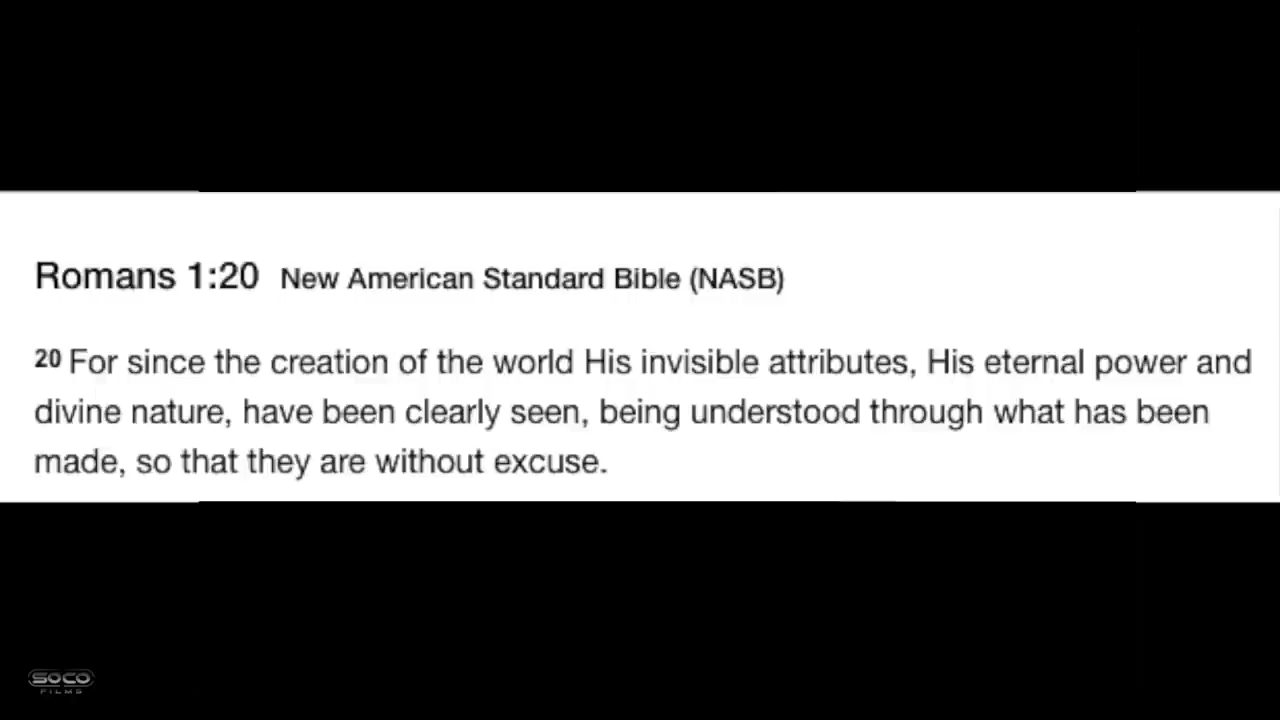 Romans 1:20 New American Standard Bible (NASB)
20 For since the creation of the world His invisible attributes, His eternal power and
divine nature, have been clearly seen, being understood through what has been
made, so that they are without excuse.
SOCO
FILMS